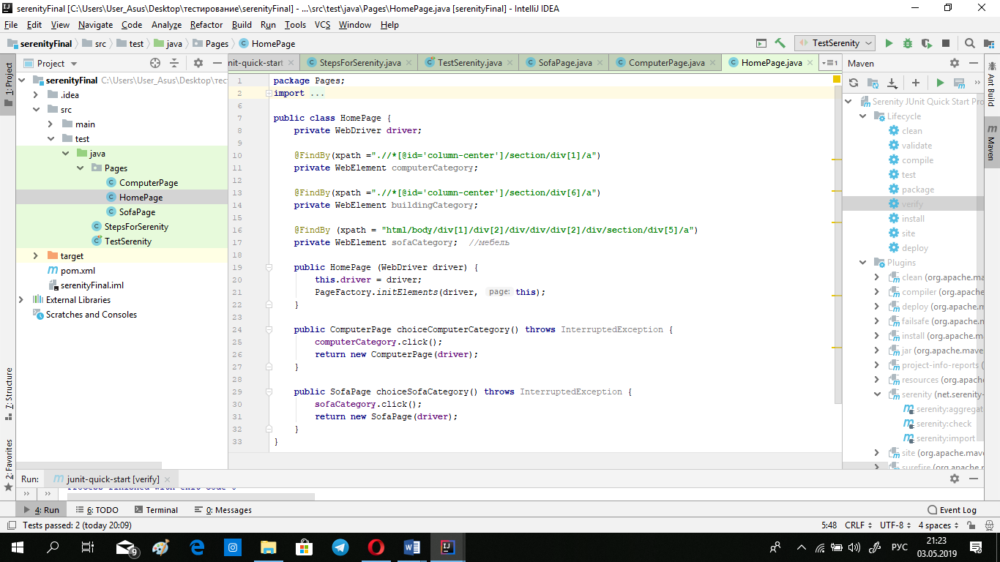 serenityFinal [C:\Users\User_Asus\Desktop\тестирование\serenityFinal] - ...\src\test\java\Pages\HomePage.java [serenityFinal] - IntelliJ IDEA
File Edit View Navigate Code Analyze Refactor Build Run Tools VCS Window Help
serenityFinal src test java Pages HomePage TestSerenity
1: Project
7: Structure
2: Favorites
Project
serenityFinal C:\Users\User_Asus\Desktop\тес
.idea
src
main
test
java
Pages
ComputerPage
HomePage
SofaPage
StepsForSerenity
TestSerenity
target
pom.xml
serenityFinal.iml
External Libraries
Scratches and Consoles
nit-quick-start StepsForSerenity.java TestSerenity.java SofaPage.java ComputerPage.java HomePage.java 1
1 package Pages;
2 import ...
6
7 public class HomePage {
8 private WebDriver driver;
9
10 @FindBy(xpath =".//*[@id='column-center']/section/div[1]/a")
11 private WebElement computerCategory;
12
13 @FindBy(xpath =".//*[@id='column-center']/section/div[6]/a")
14 private WebElement buildingCategory;
15
16 @FindBy (xpath = "html/body/div[1]/div[2]/div/div/div[2]/div/section/div[5]/a")
17 private WebElement sofaCategory; //мебель
18
19 public HomePage (WebDriver driver) {
20 this.driver = driver;
21 PageFactory.initElements(driver, page: this);
22 }
23
24 public ComputerPage choiceComputerCategory() throws InterruptedException {
25 computerCategory.click();
26 return new ComputerPage(driver);
27 }
28
29 public SofaPage choiceSofaCategory() throws InterruptedException {
30 sofaCategory.click();
31 return new SofaPage(driver);
32 }
33 }
Maven
Serenity JUnit Quick Start Pro
Lifecycle
clean
validate
compile
test
package
verify
install
site
deploy
Plugins
clean (org.apache.ma
compiler (org.apache
deploy (org.apache.m
failsafe (org.apache.m
install (org.apache.ma
jar (org.apache.mave
project-info-reports (
resources (org.apach
serenity (net.serenity-
serenity:aggregat
serenity:check
serenity:import
site (org.apache.mav
surefire (org.apache.m
Ant Build
Maven
Run: junit-quick-start [verify]
Process finished with exit code 0
4: Run 6: TODO Terminal 0: Messages Event Log
Tests passed: 2 (today 20:09) 5:48 CRLF UTF-8 4 spaces
9 W IJ РУС 21:23
03.05.2019